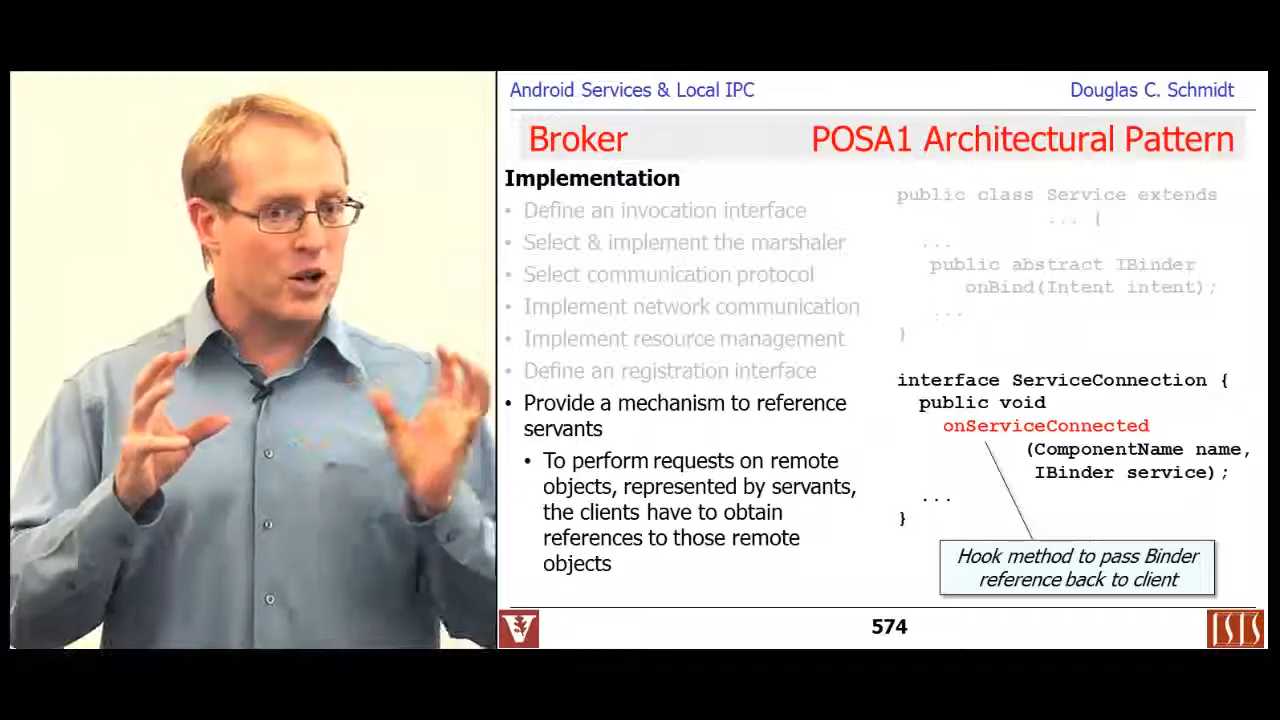 Android Services & Local IPC
Douglas C. Schmidt
Broker
POSA1 Architectural Pattern
Implementation
• Define an invocation interface
• Select & implement the marshaler
• Select communication protocol
• Implement network communication
• Implement resource management
• Define an registration interface
• Provide a mechanism to reference
servants
• To perform requests on remote
objects, represented by servants,
the clients have to obtain
references to those remote
objects
public class Service extends
... {
...
public abstract IBinder
onBind(Intent intent);
...
}
interface ServiceConnection {
public void
onServiceConnected
(ComponentName name,
IBinder service);
...
}
Hook method to pass Binder
reference back to client
V
574
ISIS